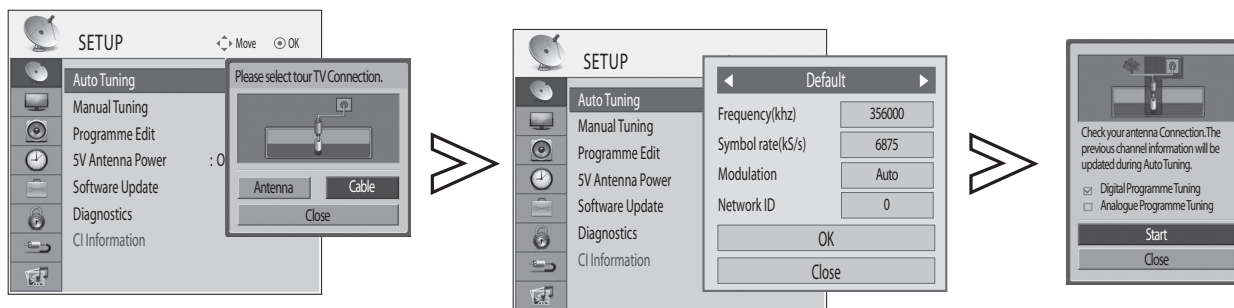 SETUP
Move OK
Auto Tuning
Manual Tuning
Programme Edit
5V Antenna Power : O
Software Update
Diagnostics
CI Information
Please select tour TV Connection.
Antenna Cable
Close
SETUP
Auto Tuning
Manual Tuning
Programme Edit
5V Antenna Power
Software Update
Diagnostics
CI Information
Default
Frequency(khz) 356000
Symbol rate(kS/s) 6875
Modulation Auto
Network ID 0
OK
Close
Check your antenna Connection.The
previous channel information will be
updated during Auto Tuning.
Digital Programme Tuning
Analogue Programme Tuning
Start
Close